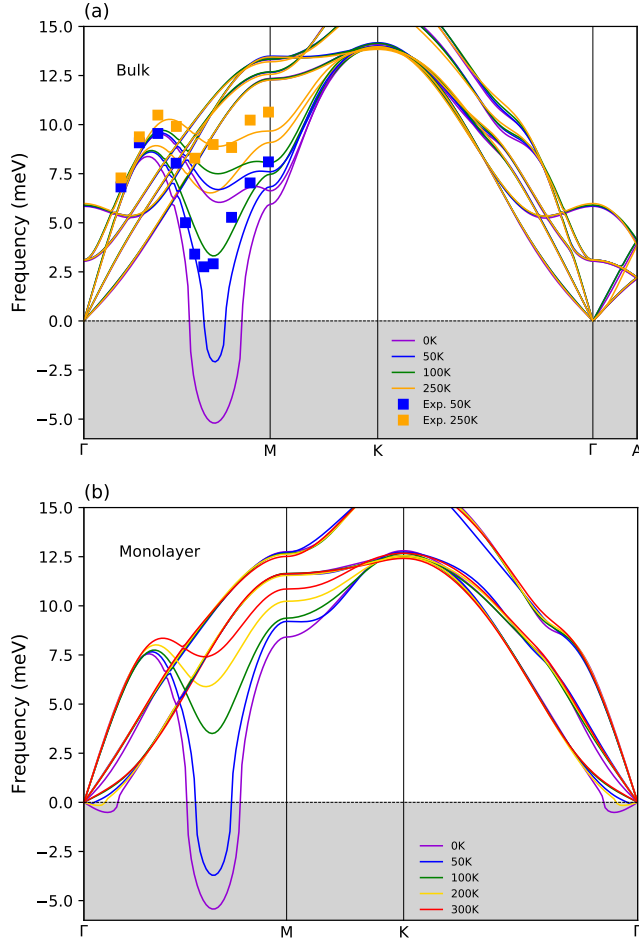 (a)
Bulk
Frequency (meV)
15.0
12.5
10.0
7.5
5.0
2.5
0.0
−2.5
−5.0
0K
50K
100K
250K
Exp. 50K
Exp. 250K
Γ
M
K
Γ
A
(b)
Monolayer
Frequency (meV)
15.0
12.5
10.0
7.5
5.0
2.5
0.0
−2.5
−5.0
0K
50K
100K
200K
300K
Γ
M
K
Γ